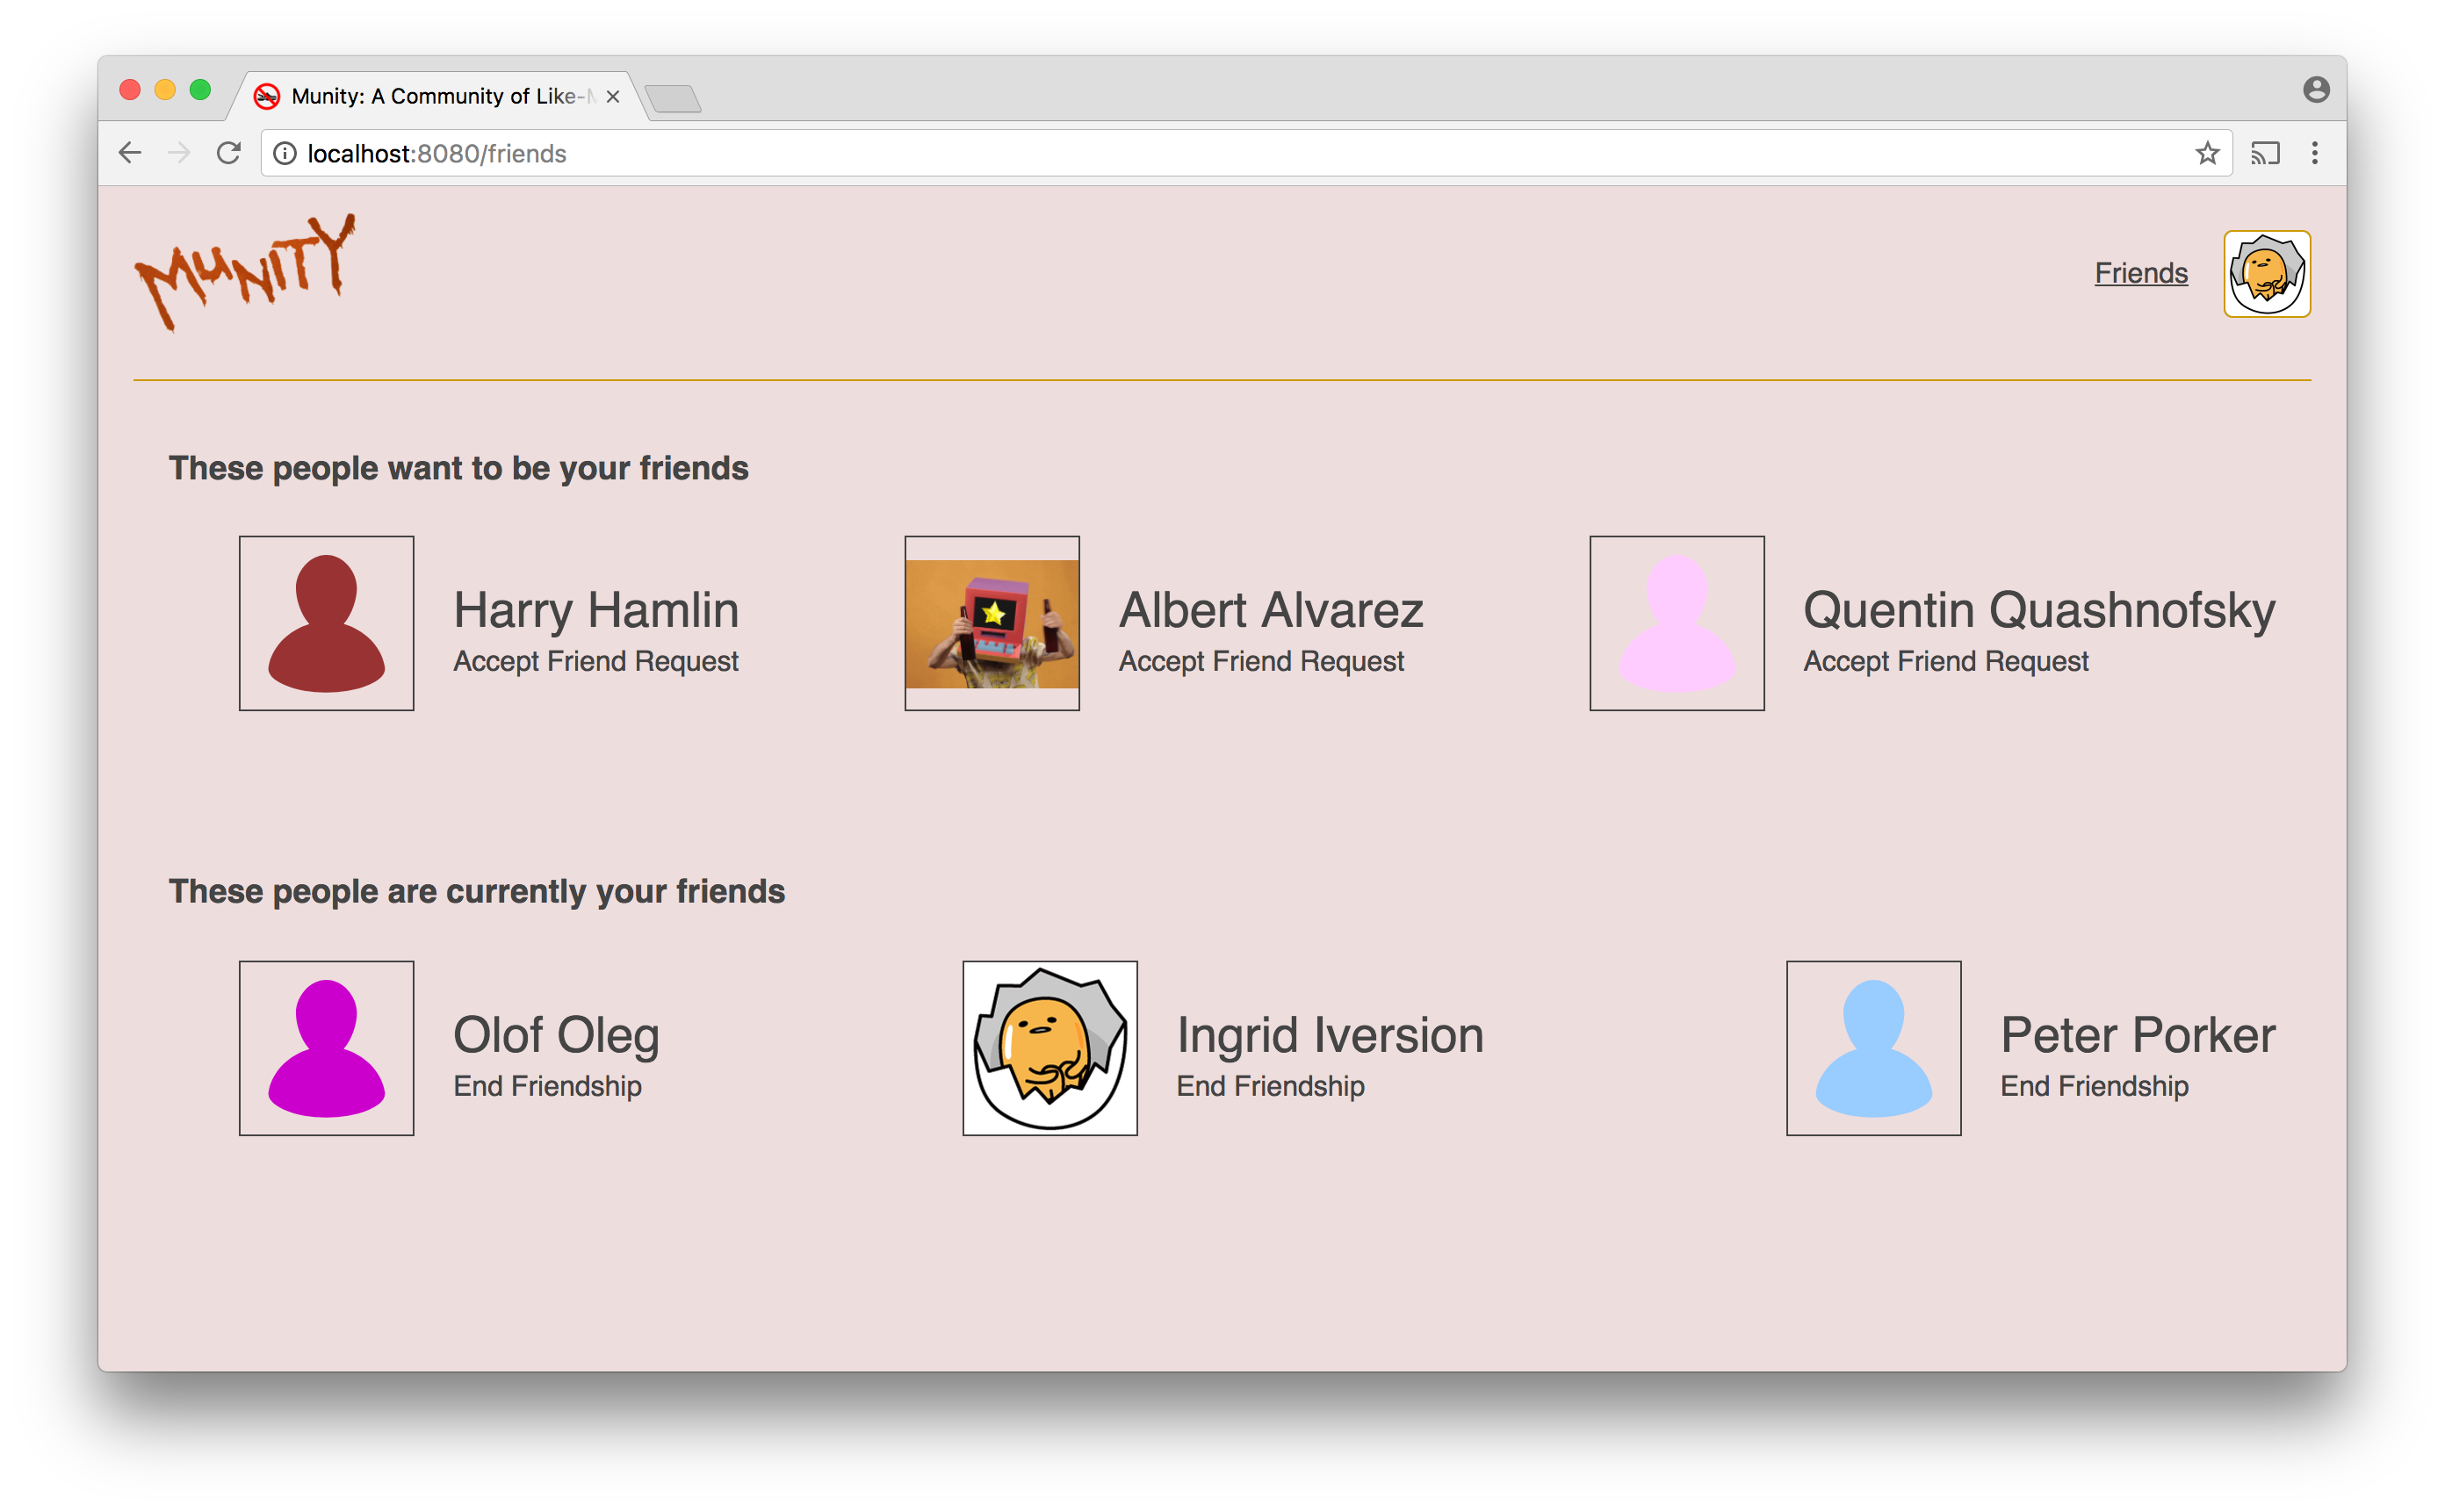 Munity: A Community of Like-M
localhost:8080/friends
MUNITY
Friends
These people want to be your friends
Harry Hamlin
Accept Friend Request
Albert Alvarez
Accept Friend Request
Quentin Quashnofsky
Accept Friend Request
These people are currently your friends
Olof Oleg
End Friendship
Ingrid Iversion
End Friendship
Peter Porker
End Friendship